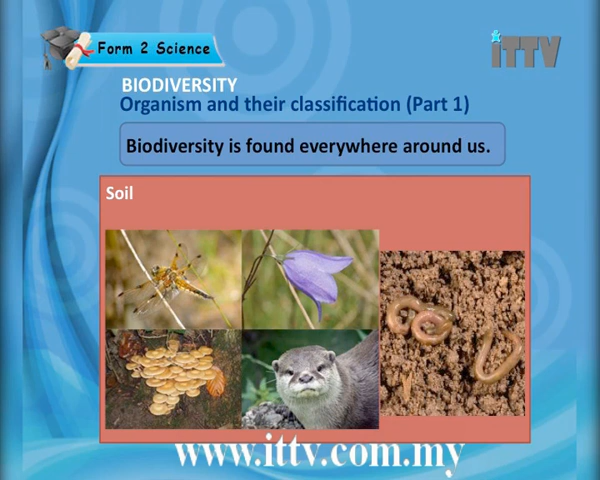 Form 2 Science
iTTV
BIODIVERSITY
Organism and their classification (Part 1)
Biodiversity is found everywhere around us.
Soil
www.ittv.com.my